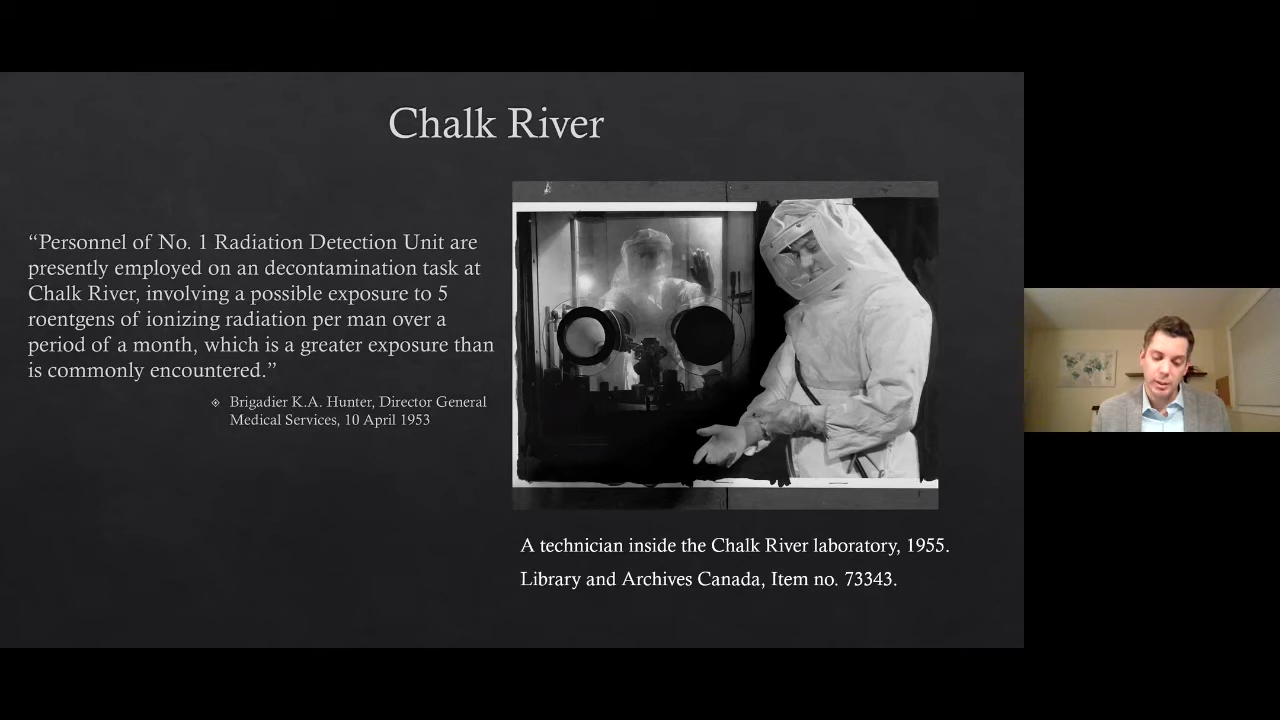 Chalk River
“Personnel of No. 1 Radiation Detection Unit are
presently employed on an decontamination task at
Chalk River, involving a possible exposure to 5
roentgens of ionizing radiation per man over a
period of a month, which is a greater exposure than
is commonly encountered.”
Brigadier K.A. Hunter, Director General
Medical Services, 10 April 1953
A technician inside the Chalk River laboratory, 1955.
Library and Archives Canada, Item no. 73343.